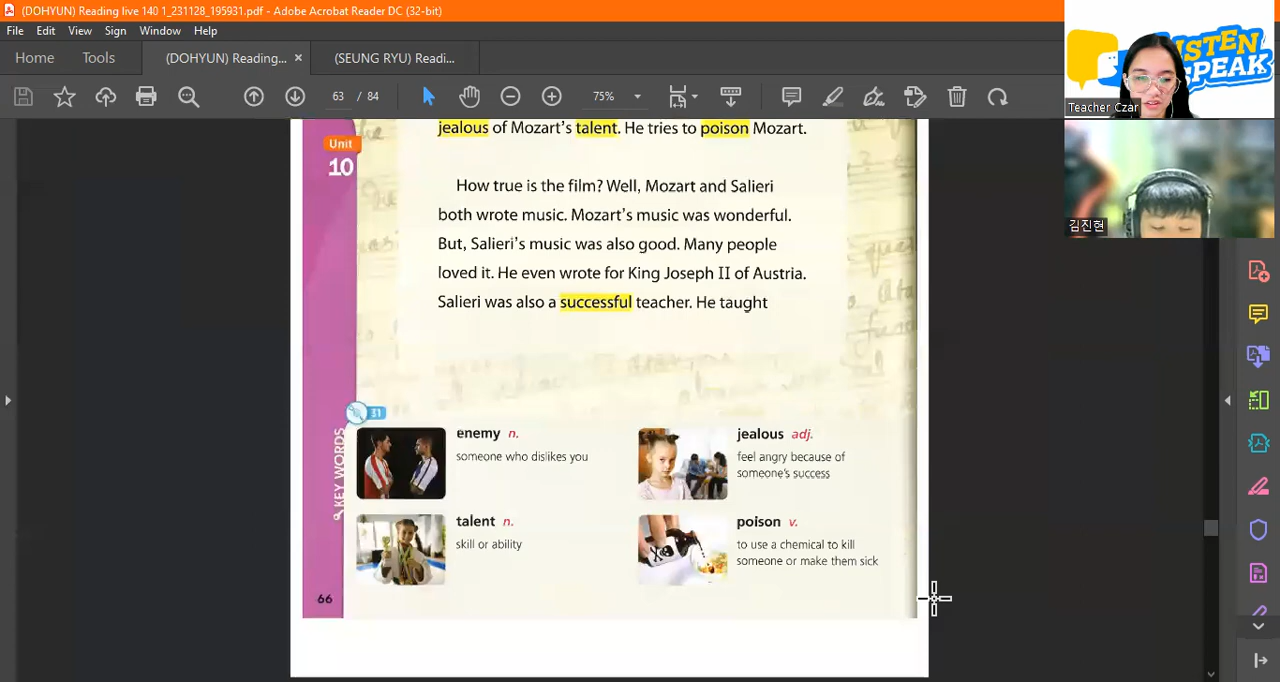 (DOHYUN) Reading live 140 1_231128_195931.pdf - Adobe Acrobat Reader DC (32-bit)
File Edit View Sign Window Help
Home Tools (DOHYUN) Reading... × (SEUNG RYU) Readi...
63 / 84 75%
LISTEN
SPEAK
Teacher Czar
김진현
jealous of Mozart's talent. He tries to poison Mozart.
Unit
10
How true is the film? Well, Mozart and Salieri
both wrote music. Mozart's music was wonderful.
But, Salieri's music was also good. Many people
loved it. He even wrote for King Joseph II of Austria.
Salieri was also a successful teacher. He taught
31
KEY WORDS
enemy n.
someone who dislikes you
jealous adj.
feel angry because of
someone's success
talent n.
skill or ability
poison v.
to use a chemical to kill
someone or make them sick
66